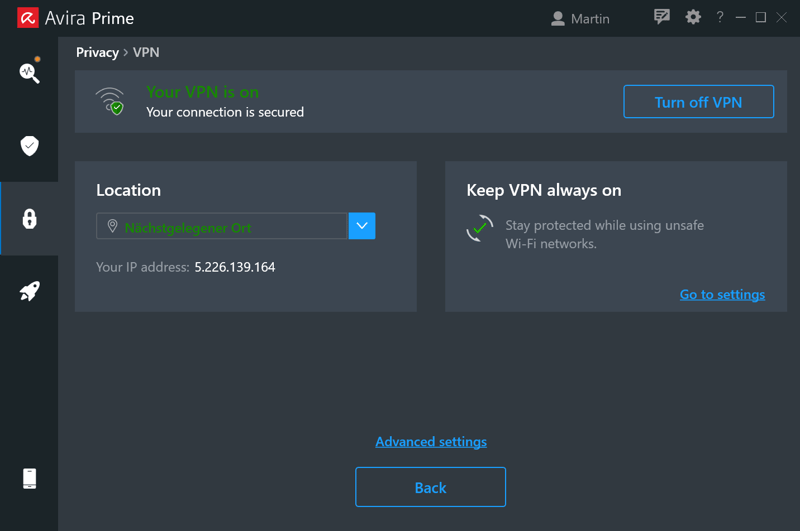 Avira Prime
Martin
?
Privacy > VPN
Your VPN is on
Your connection is secured
Turn off VPN
Location
Nächstgelegener Ort
Your IP address: 5.226.139.164
Keep VPN always on
Stay protected while using unsafe
Wi-Fi networks.
Go to settings
Advanced settings
Back